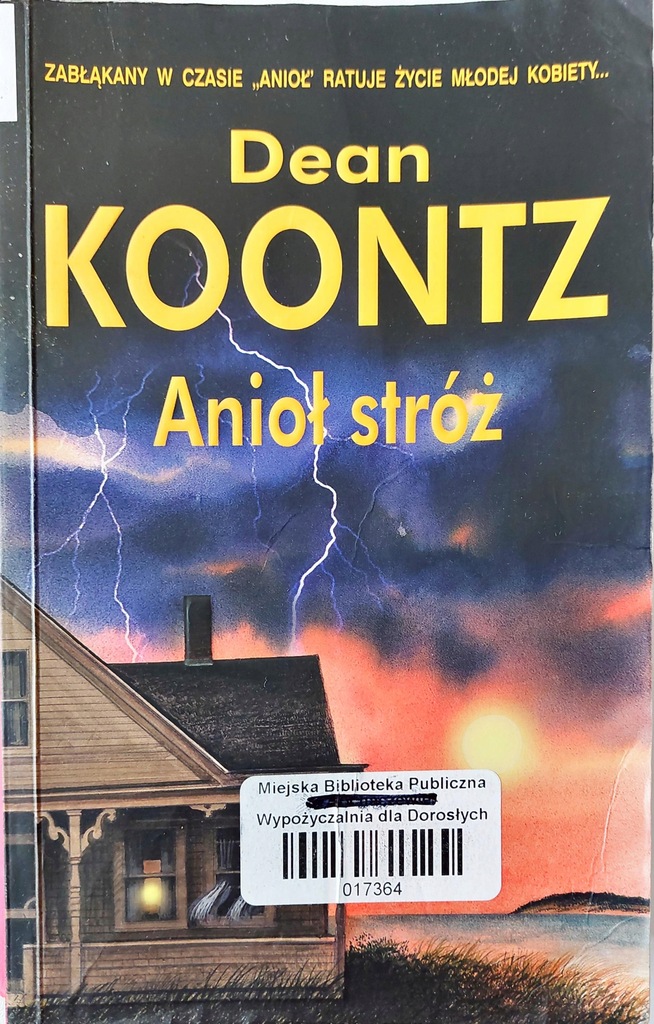 ZABŁĄKANY W CZASIE „ANIOŁ” RATUJE ŻYCIE MŁODEJ KOBIETY...
Dean
KOONTZ
Anioł stróż
Miejska Biblioteka Publiczna
Wypożyczalnia dla Dorosłych
017364